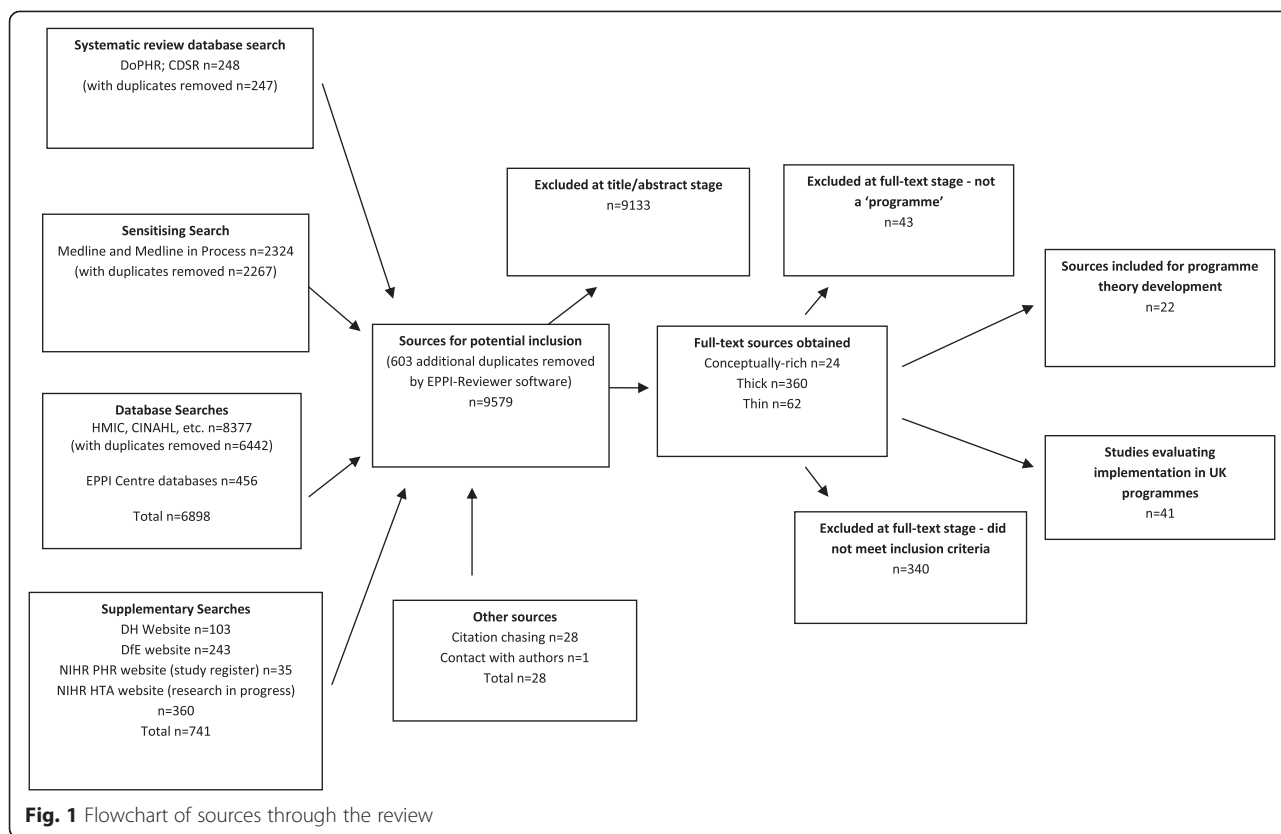 Systematic review database search
DoPHR; CDSR n=248
(with duplicates removed n=247)
Sensitising Search
Medline and Medline in Process n=2324
(with duplicates removed n=2267)
Database Searches
HMIC, CINAHL, etc. n=8377
(with duplicates removed n=6442)
EPPI Centre databases n=456
Total n=6898
Supplementary Searches
DH Website n=103
DfE website n=243
NIHR PHR website (study register) n=35
NIHR HTA website (research in progress)
n=360
Total n=741
Sources for potential inclusion
(603 additional duplicates removed
by EPPI-Reviewer software)
n=9579
Other sources
Citation chasing n=28
Contact with authors n=1
Total n=28
Excluded at title/abstract stage
n=9133
Full-text sources obtained
Conceptually-rich n=24
Thick n=360
Thin n=62
Excluded at full-text stage - not
a ‘programme’
n=43
Excluded at full-text stage - did
not meet inclusion criteria
n=340
Sources included for programme
theory development
n=22
Studies evaluating
implementation in UK
programmes
n=41
Fig. 1 Flowchart of sources through the review